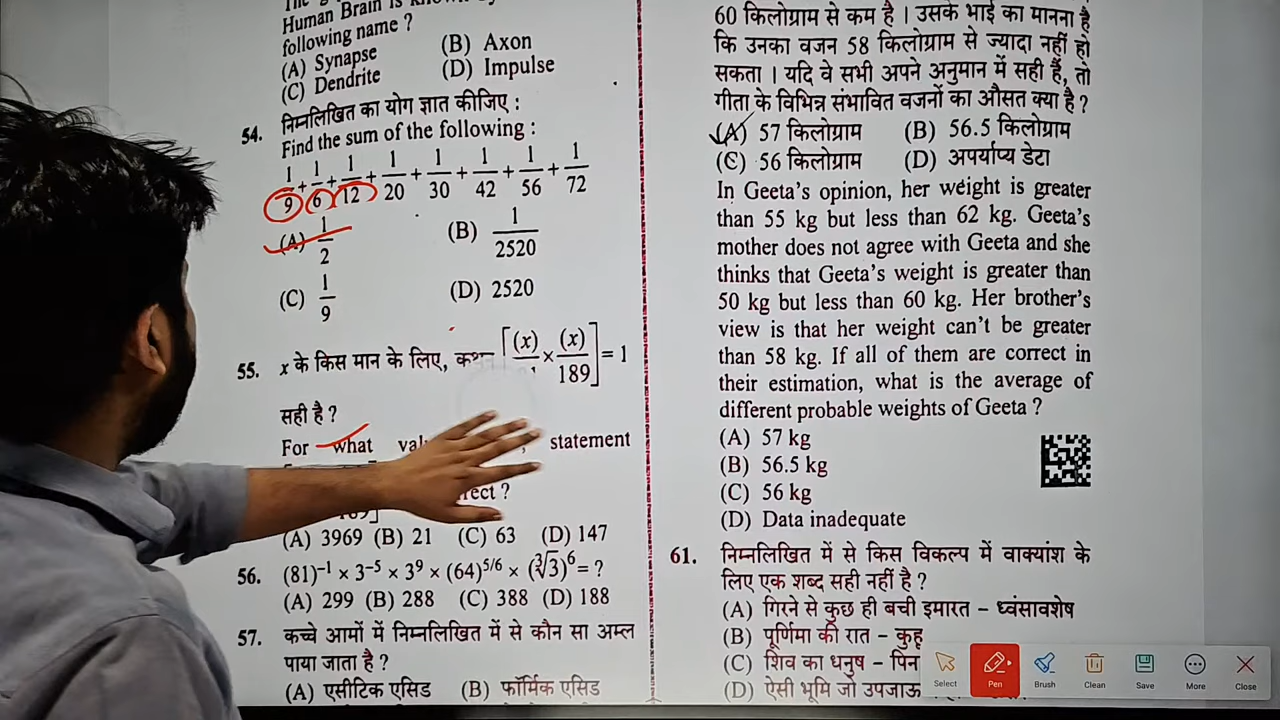 Human Brain is
following name ?
(A) Synapse (B) Axon
(C) Dendrite (D) Impulse
54. निम्नलिखित का योग ज्ञात कीजिए :
Find the sum of the following :
1/9 + 1/6 + 1/12 + 1/20 + 1/30 + 1/42 + 1/56 + 1/72
(A) 1/2 (B) 1/2520
(C) 1/9 (D) 2520
55. x के किस मान के लिए, [(x)/ × (x)/189] = 1
सही है ?
For what statement
189]
(A) 3969 (B) 21 (C) 63 (D) 147
56. (81)⁻¹ × 3⁻⁵ × 3⁹ × (64)^5/6 × (∛3)⁶ = ?
(A) 299 (B) 288 (C) 388 (D) 188
57. कच्चे आमों में निम्नलिखित में से कौन सा अम्ल
पाया जाता है ?
(A) एसीटिक एसिड (B) फॉर्मिक एसिड
60 किलोग्राम से कम है । उसके भाई का मानना है
कि उनका वजन 58 किलोग्राम से ज्यादा नहीं हो
सकता । यदि वे सभी अपने अनुमान में सही हैं, तो
गीता के विभिन्न संभावित वजनों का औसत क्या है ?
(A) 57 किलोग्राम (B) 56.5 किलोग्राम
(C) 56 किलोग्राम (D) अपर्याप्य डेटा
In Geeta's opinion, her weight is greater
than 55 kg but less than 62 kg. Geeta's
mother does not agree with Geeta and she
thinks that Geeta's weight is greater than
50 kg but less than 60 kg. Her brother's
view is that her weight can't be greater
than 58 kg. If all of them are correct in
their estimation, what is the average of
different probable weights of Geeta ?
(A) 57 kg
(B) 56.5 kg
(C) 56 kg
(D) Data inadequate
61. निम्नलिखित में से किस विकल्प में वाक्यांश के
लिए एक शब्द सही नहीं है ?
(A) गिरने से कुछ ही बची इमारत – ध्वंसावशेष
(B) पूर्णिमा की रात – कुहू
(C) शिव का धनुष –
(D) ऐसी भूमि जो
Select Pen Brush Clean Save More Close